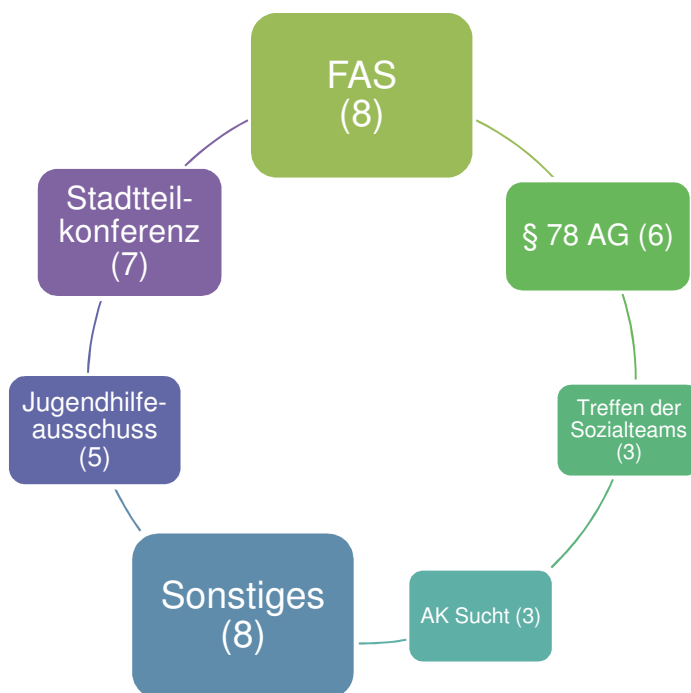 FAS
(8)
§ 78 AG (6)
Treffen der
Sozialteams
(3)
AK Sucht (3)
Sonstiges
(8)
Jugendhilfe-
ausschuss
(5)
Stadtteil-
konferenz
(7)